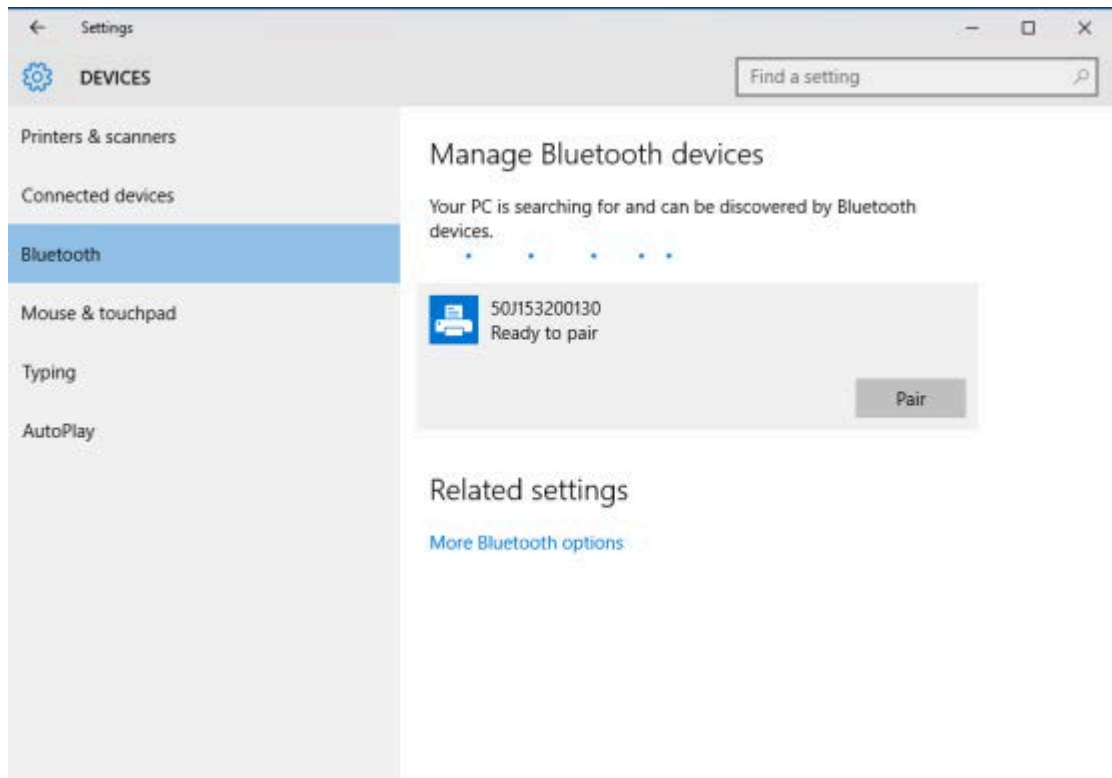 Settings
DEVICES
Find a setting
Printers & scanners
Connected devices
Bluetooth
Mouse & touchpad
Typing
AutoPlay
Manage Bluetooth devices
Your PC is searching for and can be discovered by Bluetooth
devices.
50J153200130
Ready to pair
Pair
Related settings
More Bluetooth options